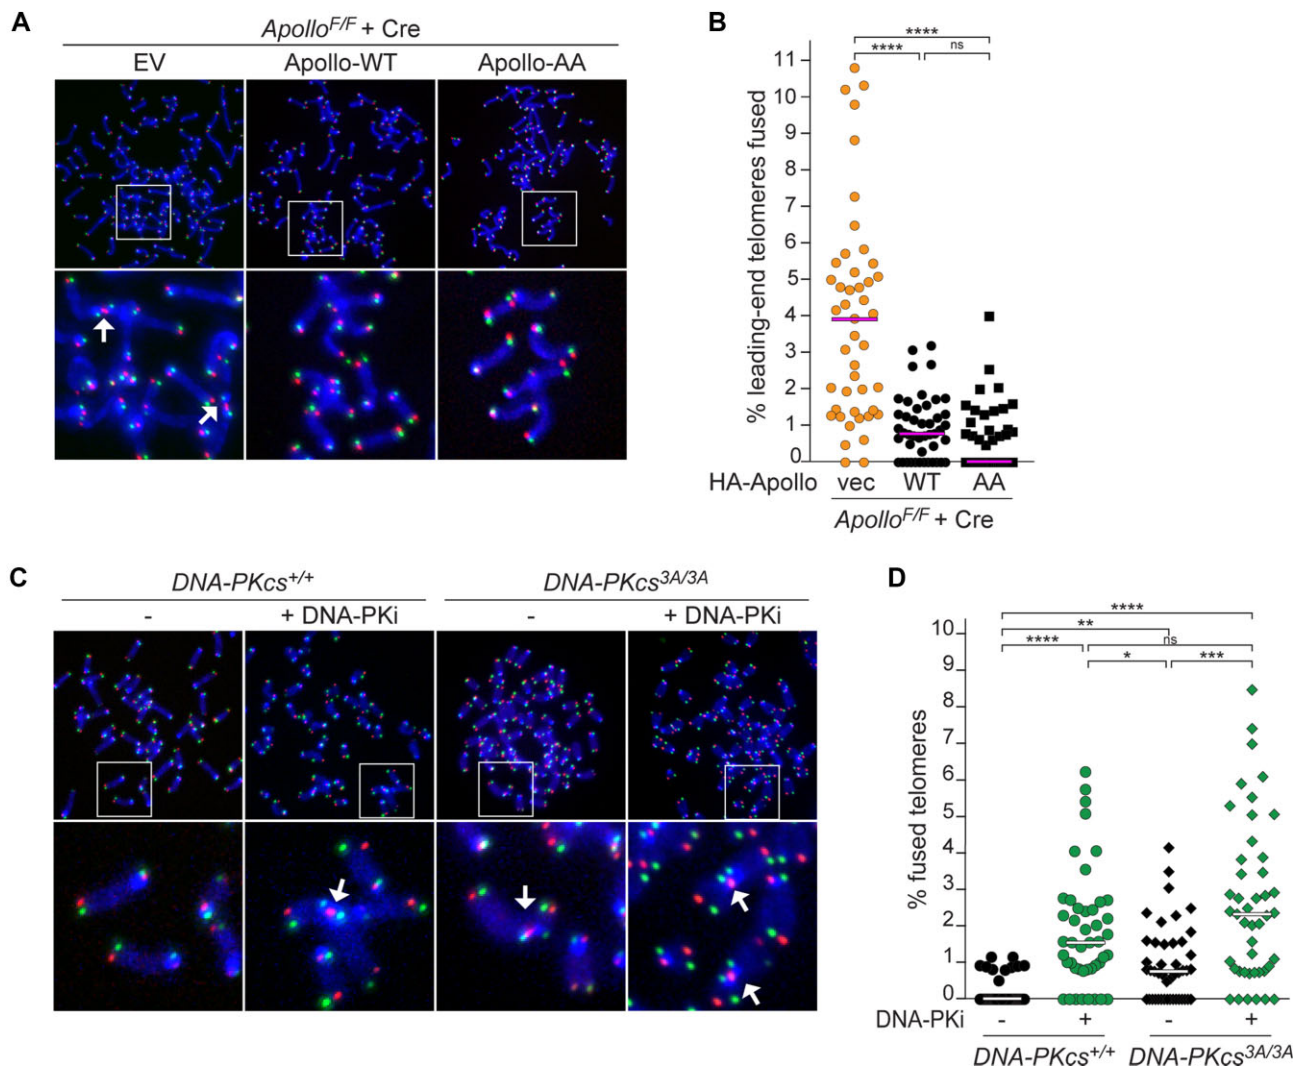 A
Apollo^F/F + Cre
EV Apollo-WT Apollo-AA
B
****
**** ns
% leading-end telomeres fused
11
10
9
8
7
6
5
4
3
2
1
0
HA-Apollo vec WT AA
Apollo^F/F + Cre
C
DNA-PKcs^+/+ DNA-PKcs^3A/3A
- + DNA-PKi - + DNA-PKi
D
****
**
**** ns
* ***
% fused telomeres
10
9
8
7
6
5
4
3
2
1
0
DNA-PKi - + - +
DNA-PKcs^+/+ DNA-PKcs^3A/3A